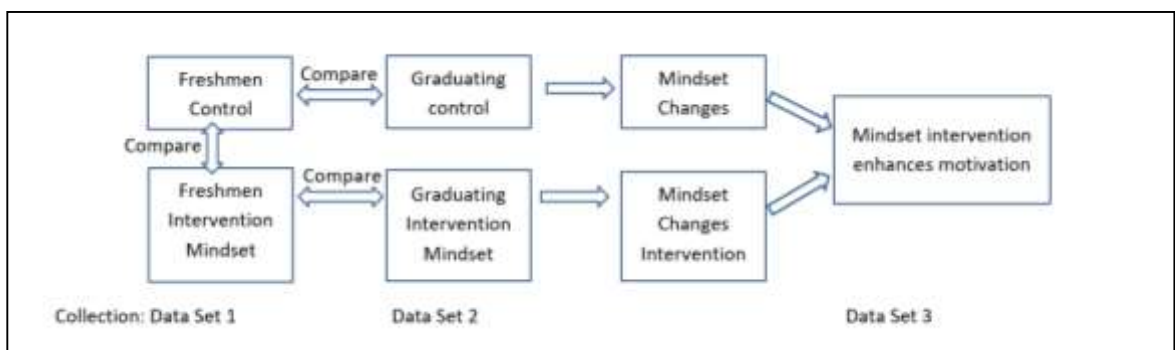 Freshmen
Control
Compare
Graduating
control
Mindset
Changes
Mindset intervention
enhances motivation
Compare
Freshmen
Intervention
Mindset
Compare
Graduating
Intervention
Mindset
Mindset
Changes
Intervention
Collection: Data Set 1
Data Set 2
Data Set 3